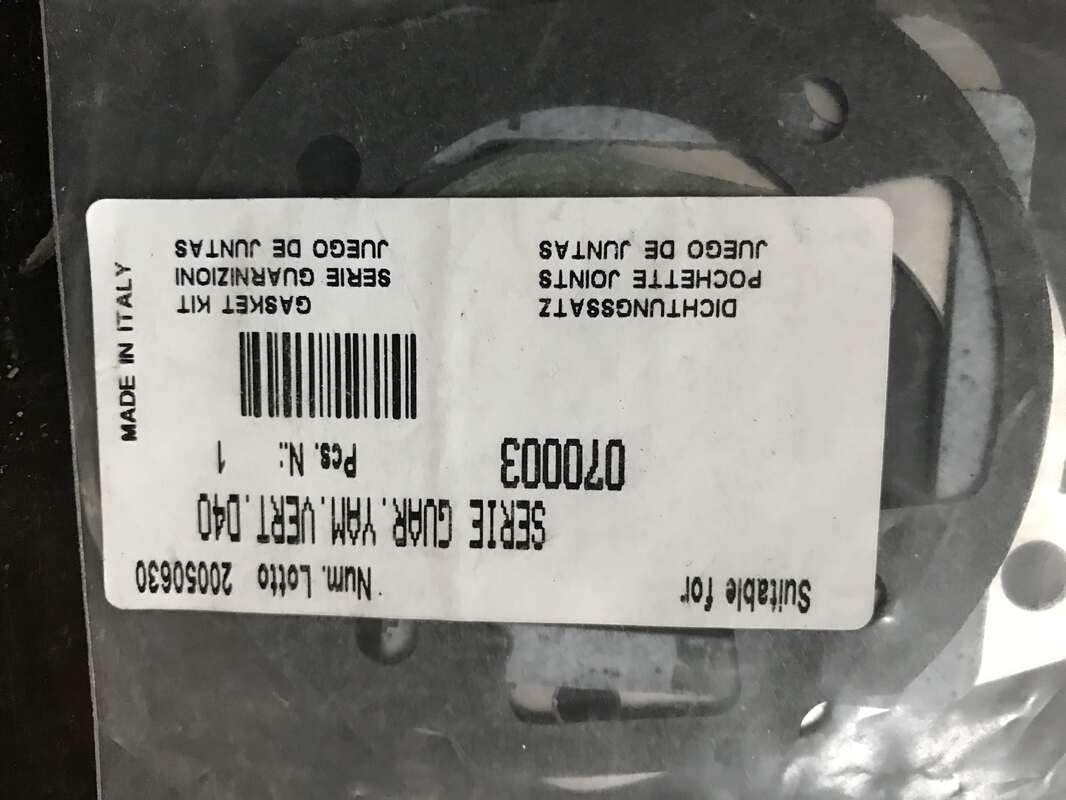 Suitable for
Num. Lotto 20050630
SERIE GUAR. YAM. VERT. D40
070003
Pcs. N.: 1
DICHTUNGSSATZ
POCHETTE JOINTS
JUEGO DE JUNTAS
GASKET KIT
SERIE GUARNIZIONI
JUEGO DE JUNTAS
MADE IN ITALY